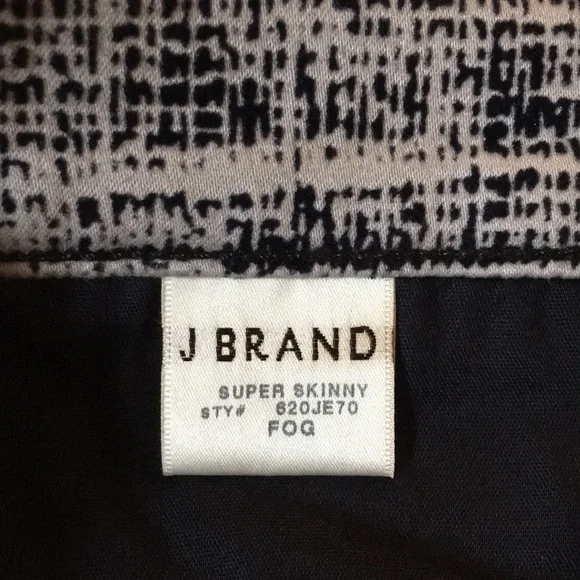 J BRAND
SUPER SKINNY
STY# 620JE70
FOG